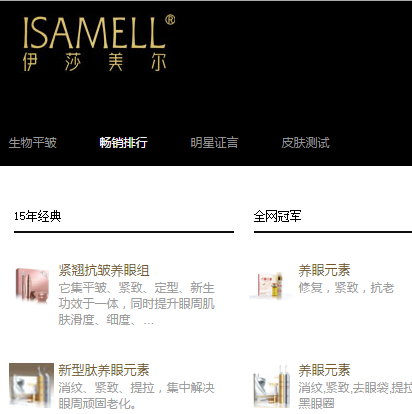 ISAMELL®
伊莎美尔
生物平皱 畅销排行 明星证言 皮肤测试
15年经典
紧翘抗皱养眼组
它集平皱、紧致、定型、新生
功效于一体，同时提升眼周肌
肤滑度、细度、...
新型肽养眼元素
消纹、紧致、提拉，集中解决
眼周顽固老化。
全网冠军
养眼元素
修复，紧致，抗老
养眼元素
消纹,紧致,去眼袋,提拉
黑眼圈